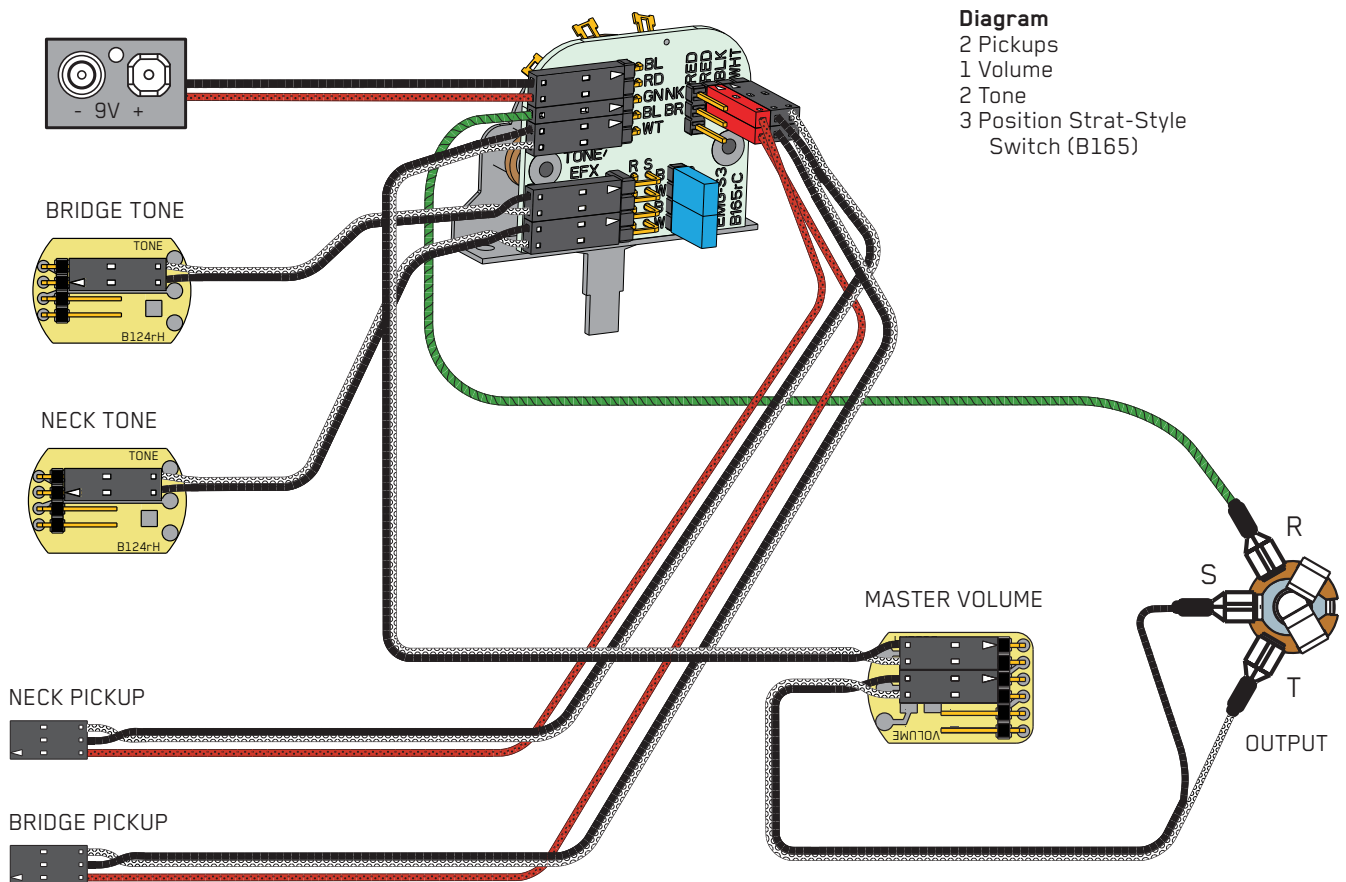 Diagram
2 Pickups
1 Volume
2 Tone
3 Position Strat-Style
Switch (B165)
- 9V +
BL
RD
GN
BL
WT
RED
RED
BLK
WHT
NK
BR
TONE/
EFX
R S
B
W
B
W
EMG-S3
B165rC
BRIDGE TONE
TONE
B124rH
NECK TONE
TONE
B124rH
MASTER VOLUME
VOLUME
R
S
T
OUTPUT
NECK PICKUP
BRIDGE PICKUP